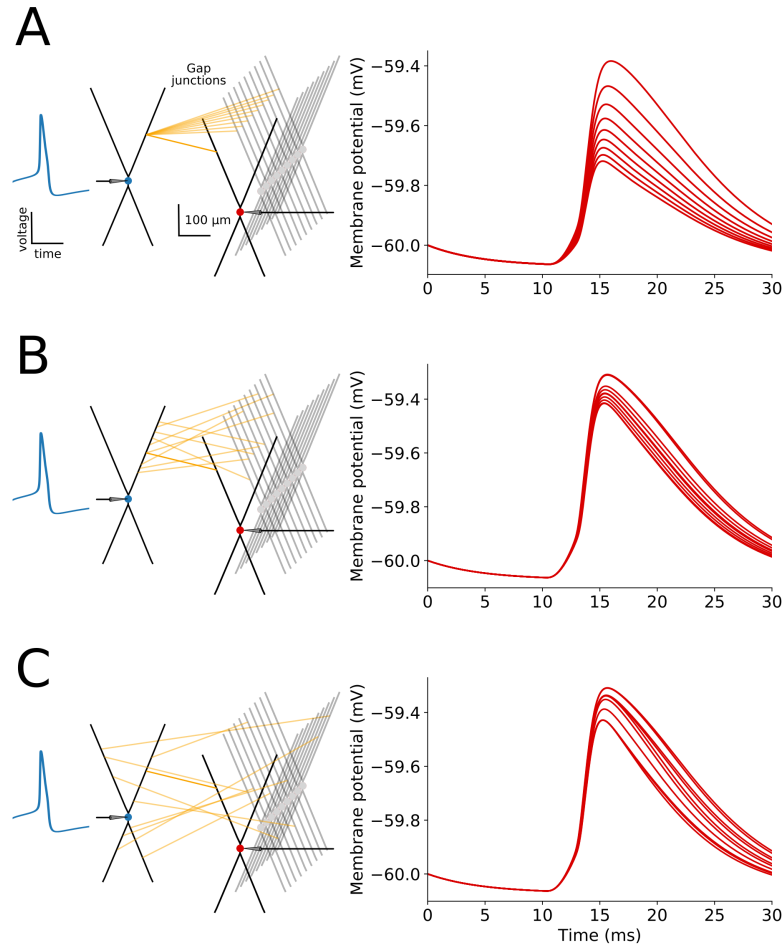 A
Gap
junctions
voltage
time
100 μm
Membrane potential (mV)
−59.4
−59.6
−59.8
−60.0
0 5 10 15 20 25 30
B
Membrane potential (mV)
−59.4
−59.6
−59.8
−60.0
0 5 10 15 20 25 30
C
Membrane potential (mV)
−59.4
−59.6
−59.8
−60.0
0 5 10 15 20 25 30
Time (ms)